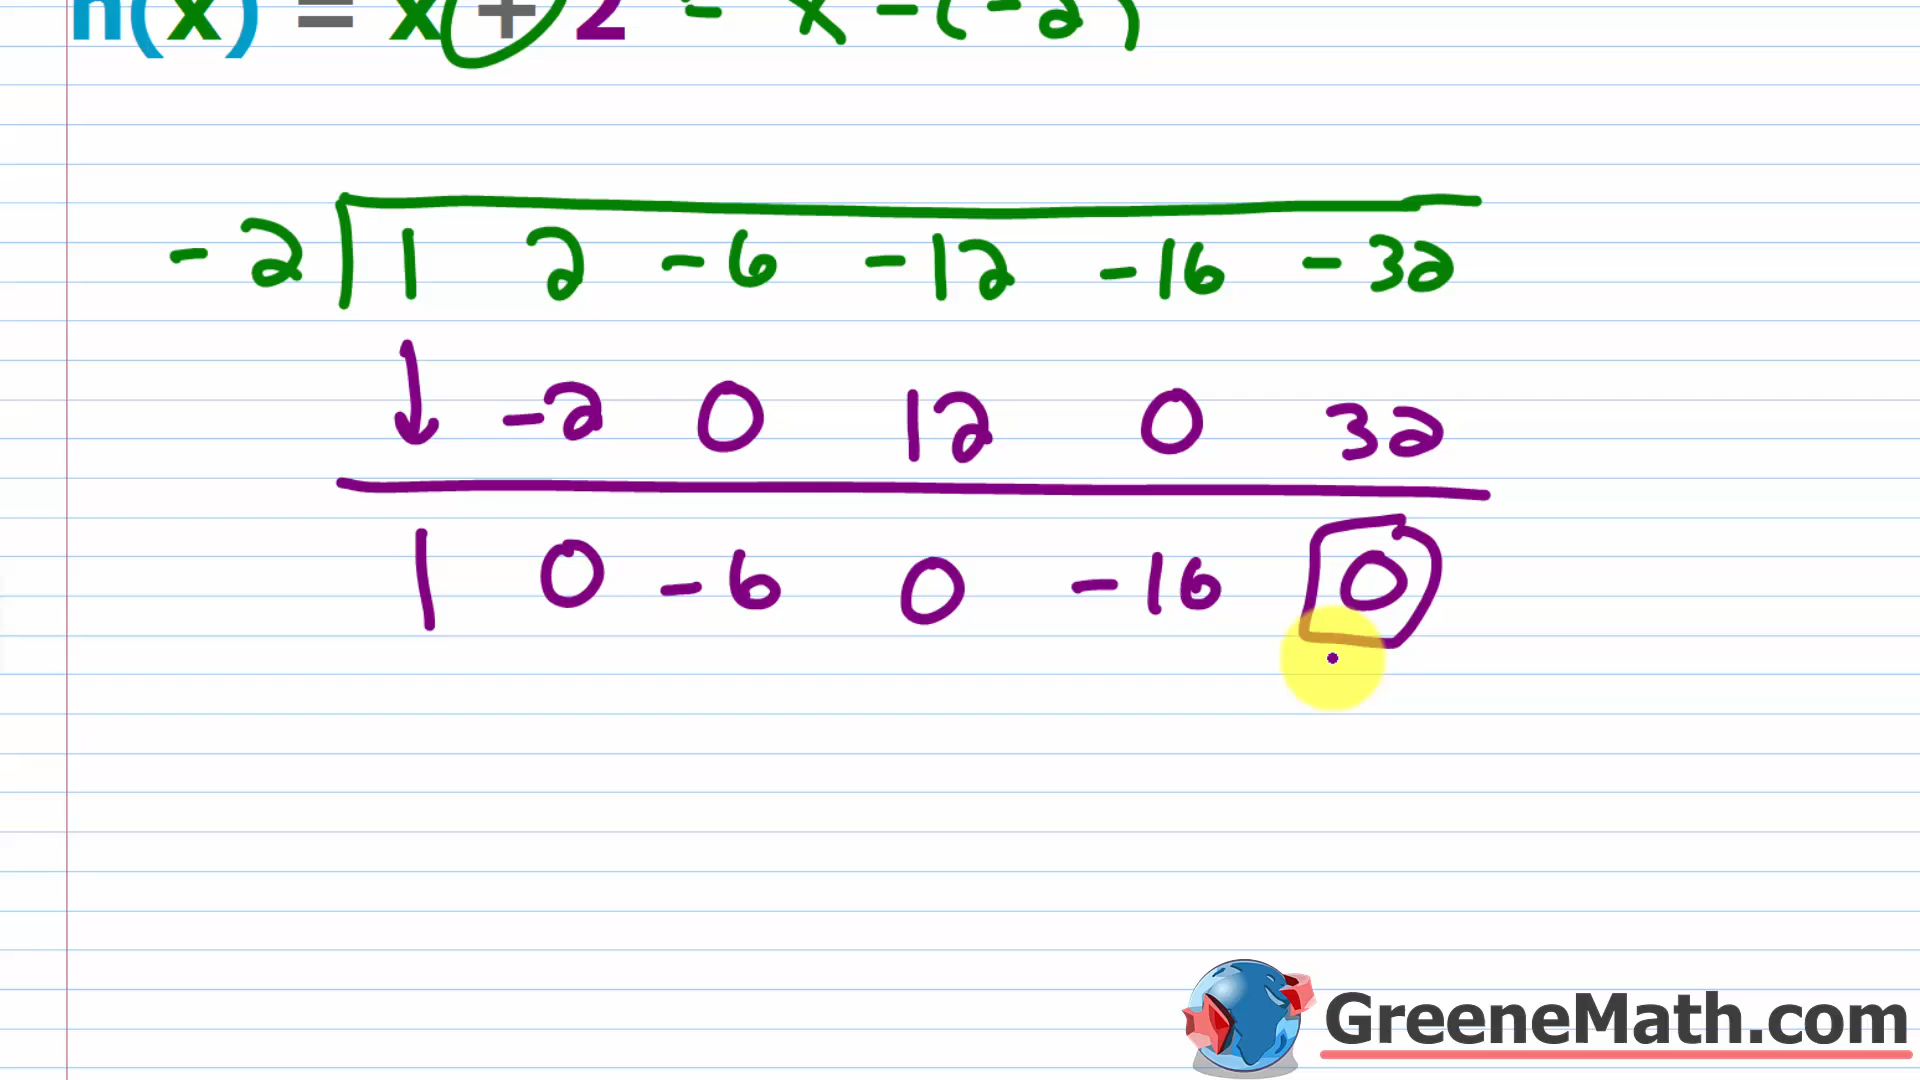 h(x) = x + 2 = x - (-2)
-2 1 2 -6 -12 -16 -32
-2 0 12 0 32
1 0 -6 0 -16 0
GreeneMath.com